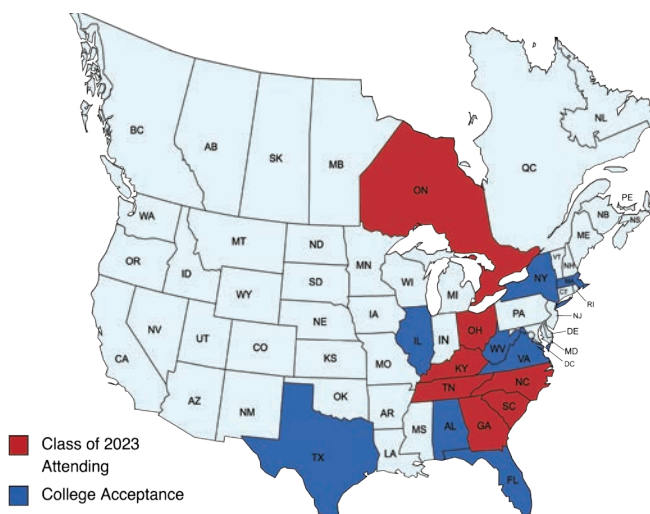 NL
BC
AB
SK
MB
QC
ON
PE
NB
NS
WA
MT
ND
MN
ME
VT
NH
OR
ID
SD
WI
NY
MA
WY
MI
CT
RI
IA
PA
NJ
NE
NV
UT
IL
IN
OH
DE
CO
WV
MD
CA
KS
MO
VA
DC
KY
NC
TN
OK
AZ
NM
AR
SC
MS
AL
GA
TX
LA
FL
Class of 2023
Attending
College Acceptance